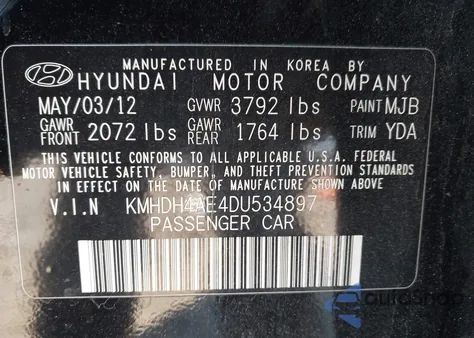 MANUFACTURED IN KOREA BY
HYUNDAI MOTOR COMPANY
MAY/03/12 GVWR 3792 lbs PAINT MJB
GAWR FRONT 2072 lbs GAWR REAR 1764 lbs TRIM YDA
THIS VEHICLE CONFORMS TO ALL APPLICABLE U.S.A. FEDERAL
MOTOR VEHICLE SAFETY, BUMPER, AND THEFT PREVENTION STANDARDS
IN EFFECT ON THE DATE OF MANUFACTURE SHOWN ABOVE
V.I.N KMHDH4AE4DU534897
PASSENGER CAR